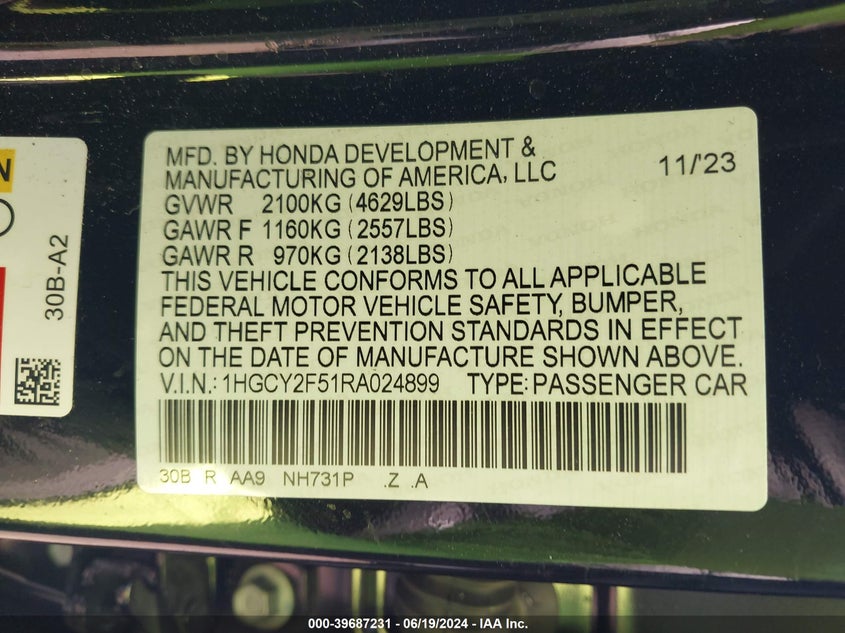 MFD. BY HONDA DEVELOPMENT &
MANUFACTURING OF AMERICA, LLC 11/'23
GVWR 2100KG (4629LBS)
GAWR F 1160KG (2557LBS)
GAWR R 970KG (2138LBS)
THIS VEHICLE CONFORMS TO ALL APPLICABLE
FEDERAL MOTOR VEHICLE SAFETY, BUMPER,
AND THEFT PREVENTION STANDARDS IN EFFECT
ON THE DATE OF MANUFACTURE SHOWN ABOVE.
V.I.N.: 1HGCY2F51RA024899 TYPE: PASSENGER CAR
30B R AA9 NH731P .Z .A
N
30B-A2
000-39687231 - 06/19/2024 - IAA Inc.